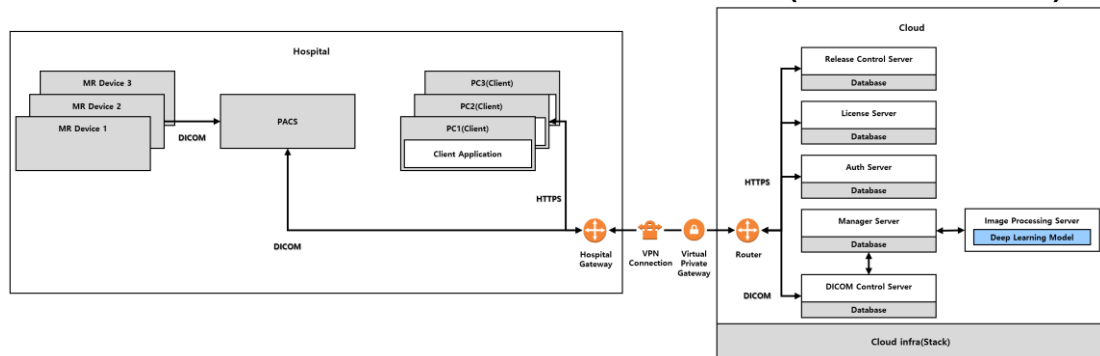 Hospital
MR Device 3
MR Device 2
MR Device 1
DICOM
PACS
PC3(Client)
PC2(Client)
PC1(Client)
Client Application
HTTPS
DICOM
Hospital
Gateway
VPN
Connection
Virtual
Private
Gateway
Router
Cloud
Release Control Server
Database
License Server
Database
Auth Server
Database
HTTPS
Manager Server
Database
Image Processing Server
Deep Learning Model
DICOM Control Server
Database
DICOM
Cloud infra(Stack)